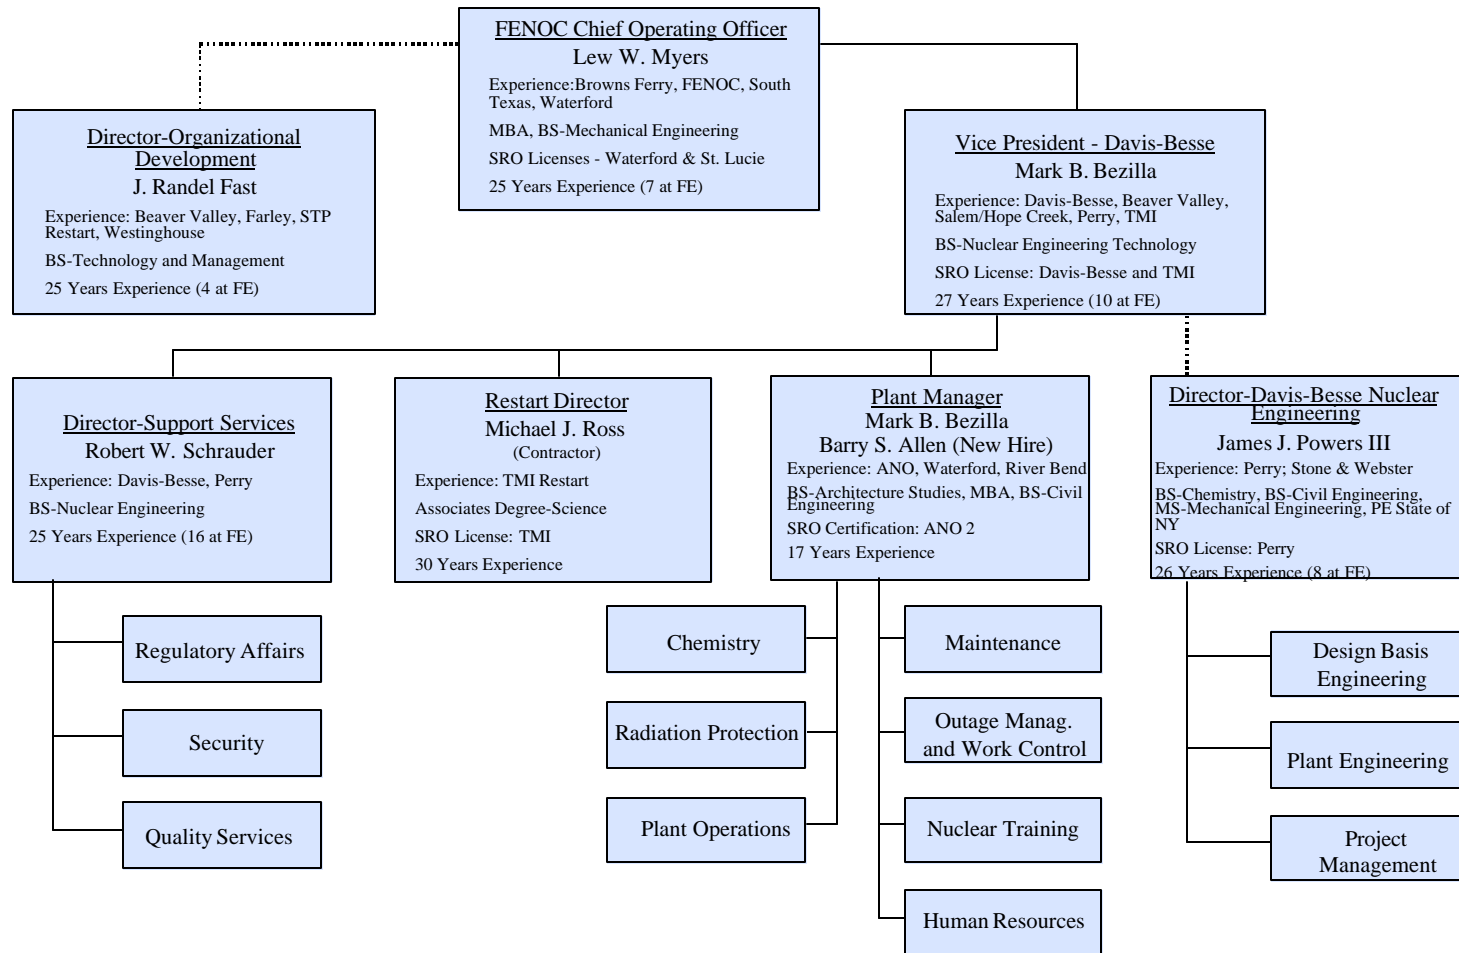 FENOC Chief Operating Officer
Lew W. Myers
Experience:Browns Ferry, FENOC, South
Texas, Waterford
MBA, BS-Mechanical Engineering
SRO Licenses - Waterford & St. Lucie
25 Years Experience (7 at FE)
Director-Organizational
Development
J. Randel Fast
Experience: Beaver Valley, Farley, STP
Restart, Westinghouse
BS-Technology and Management
25 Years Experience (4 at FE)
Vice President - Davis-Besse
Mark B. Bezilla
Experience: Davis-Besse, Beaver Valley,
Salem/Hope Creek, Perry, TMI
BS-Nuclear Engineering Technology
SRO License: Davis-Besse and TMI
27 Years Experience (10 at FE)
Director-Support Services
Robert W. Schrauder
Experience: Davis-Besse, Perry
BS-Nuclear Engineering
25 Years Experience (16 at FE)
Restart Director
Michael J. Ross
(Contractor)
Experience: TMI Restart
Associates Degree-Science
SRO License: TMI
30 Years Experience
Plant Manager
Mark B. Bezilla
Barry S. Allen (New Hire)
Experience: ANO, Waterford, River Bend
BS-Architecture Studies, MBA, BS-Civil
Engineering
SRO Certification: ANO 2
17 Years Experience
Director-Davis-Besse Nuclear
Engineering
James J. Powers III
Experience: Perry; Stone & Webster
BS-Chemistry, BS-Civil Engineering,
MS-Mechanical Engineering, PE State of
NY
SRO License: Perry
26 Years Experience (8 at FE)
Regulatory Affairs
Security
Quality Services
Chemistry
Radiation Protection
Plant Operations
Maintenance
Outage Manag.
and Work Control
Nuclear Training
Human Resources
Design Basis
Engineering
Plant Engineering
Project
Management